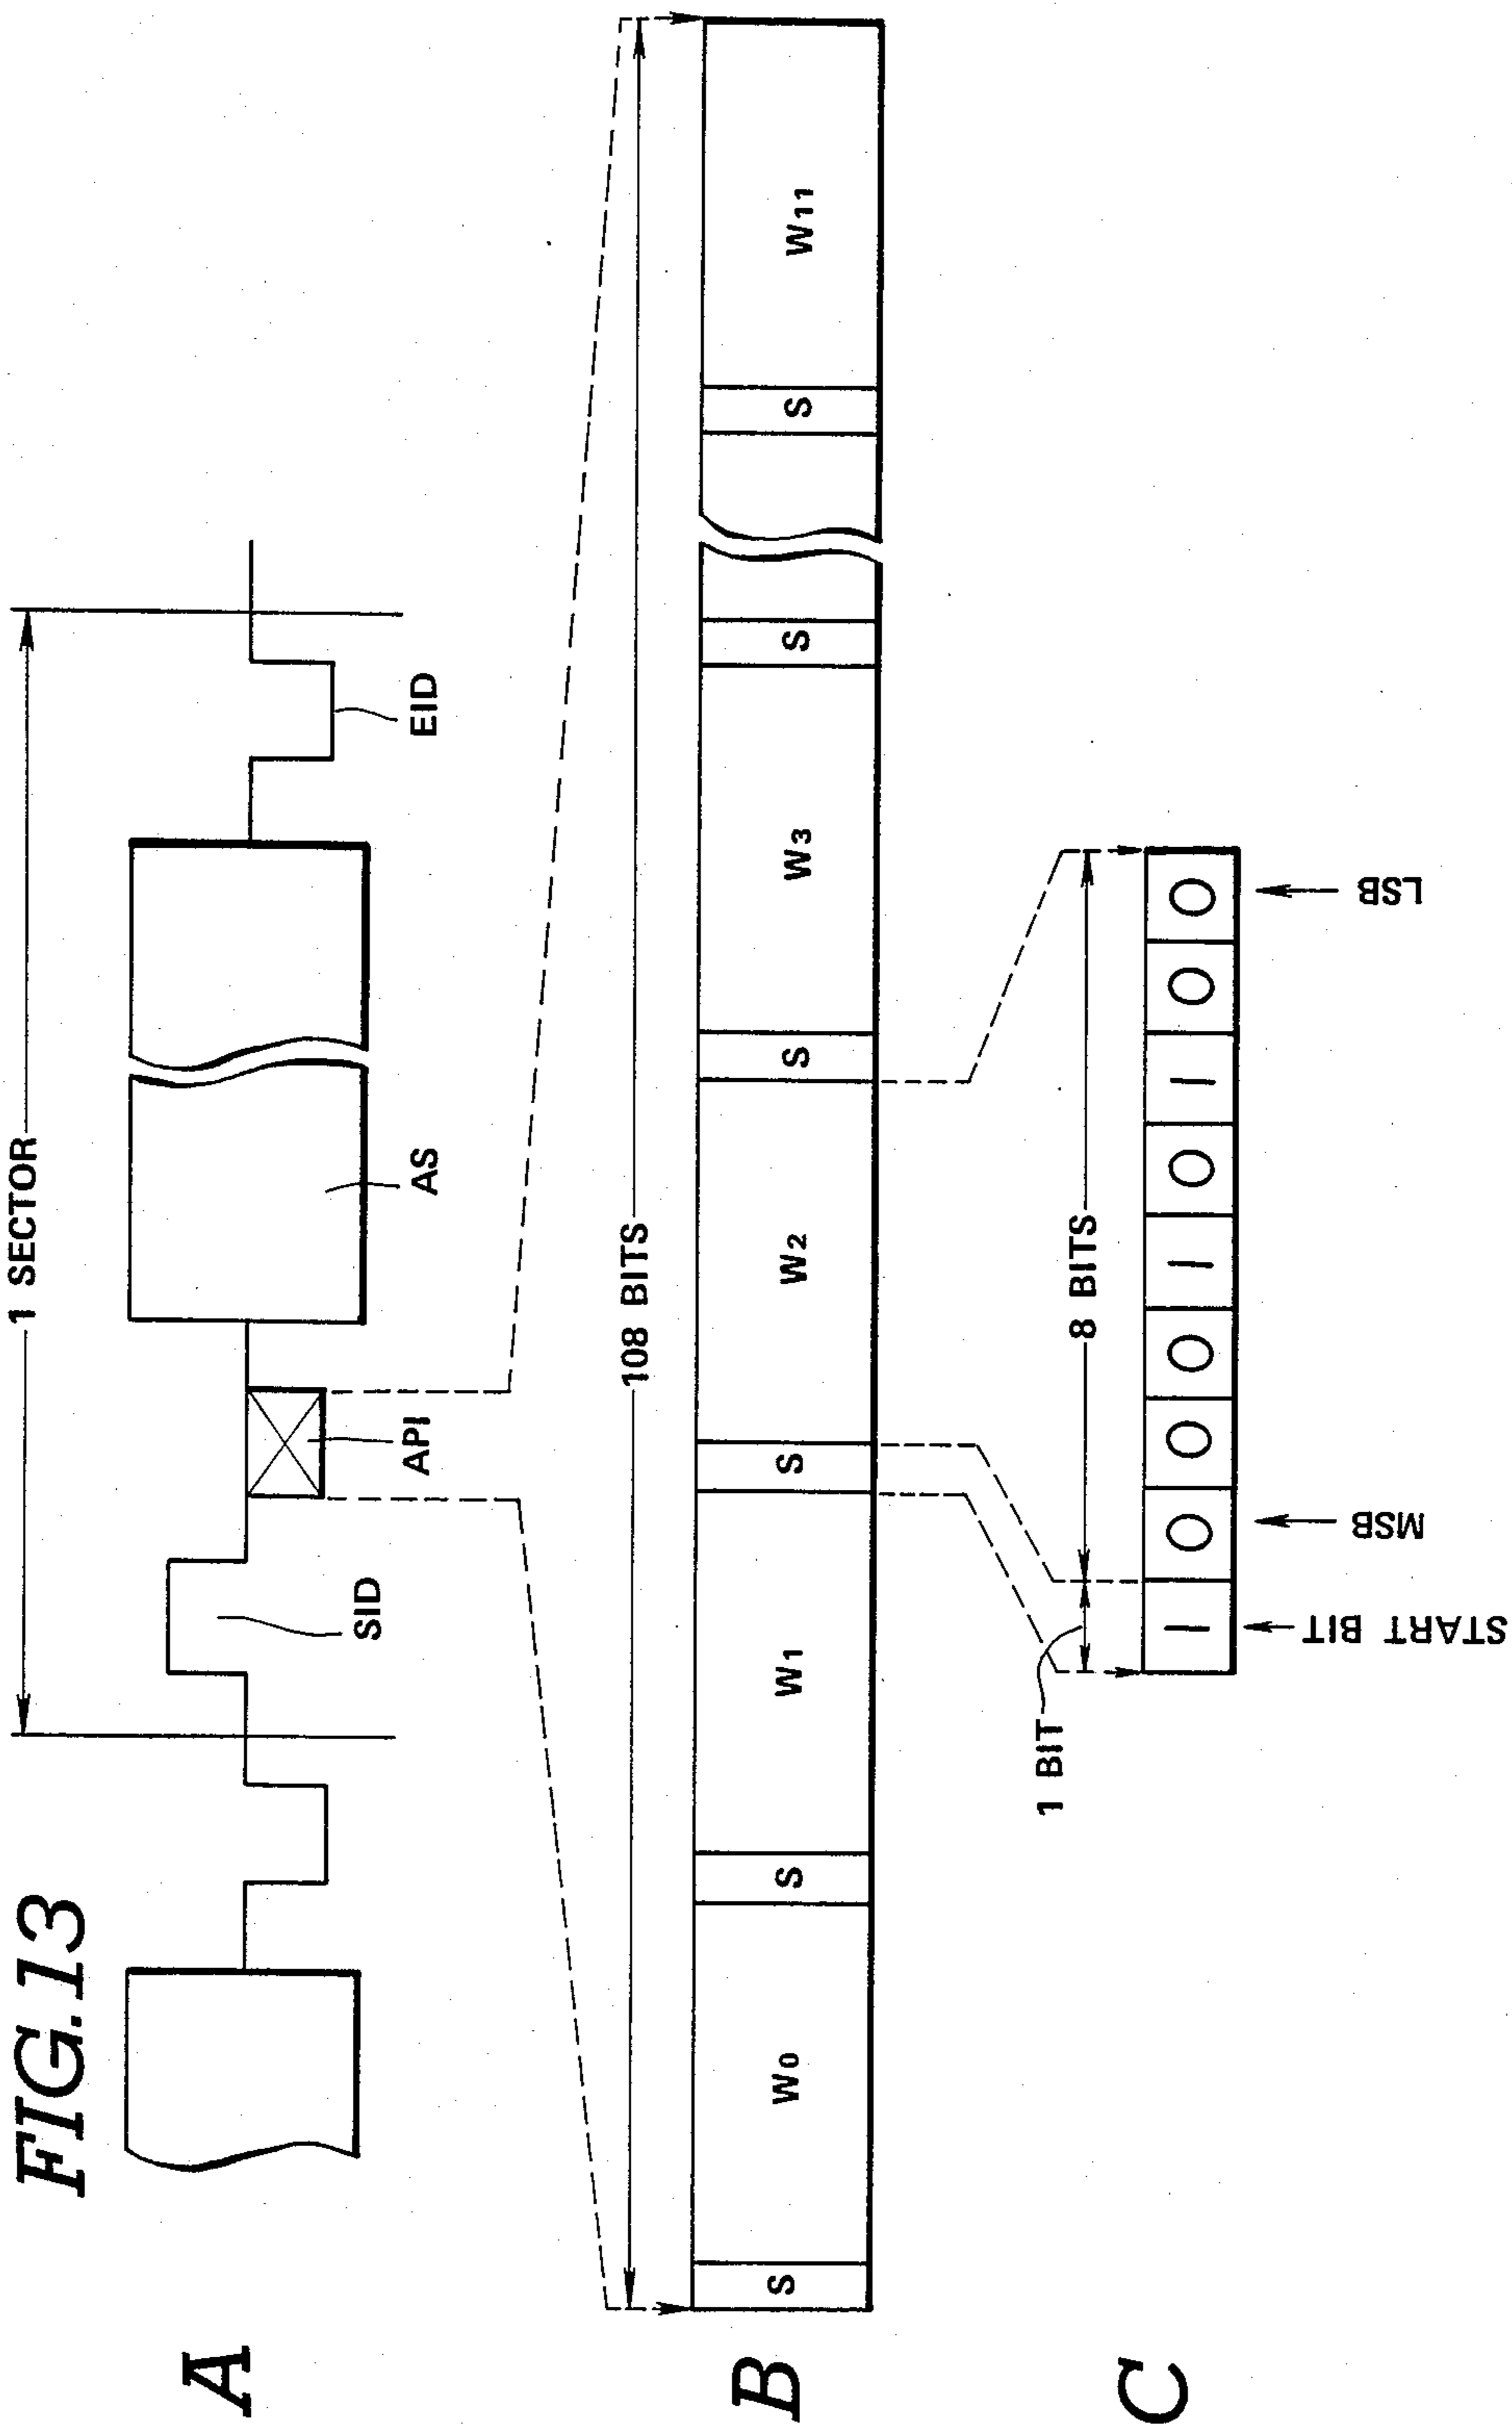 FIG.13
A
1 SECTOR
SID
API
AS
EID
B
108 BITS
S
W0
S
W1
S
W2
S
W3
S
S
W11
C
1 BIT
8 BITS
1 0 0 0 1 0 1 0 0
START BIT
MSB
LSB